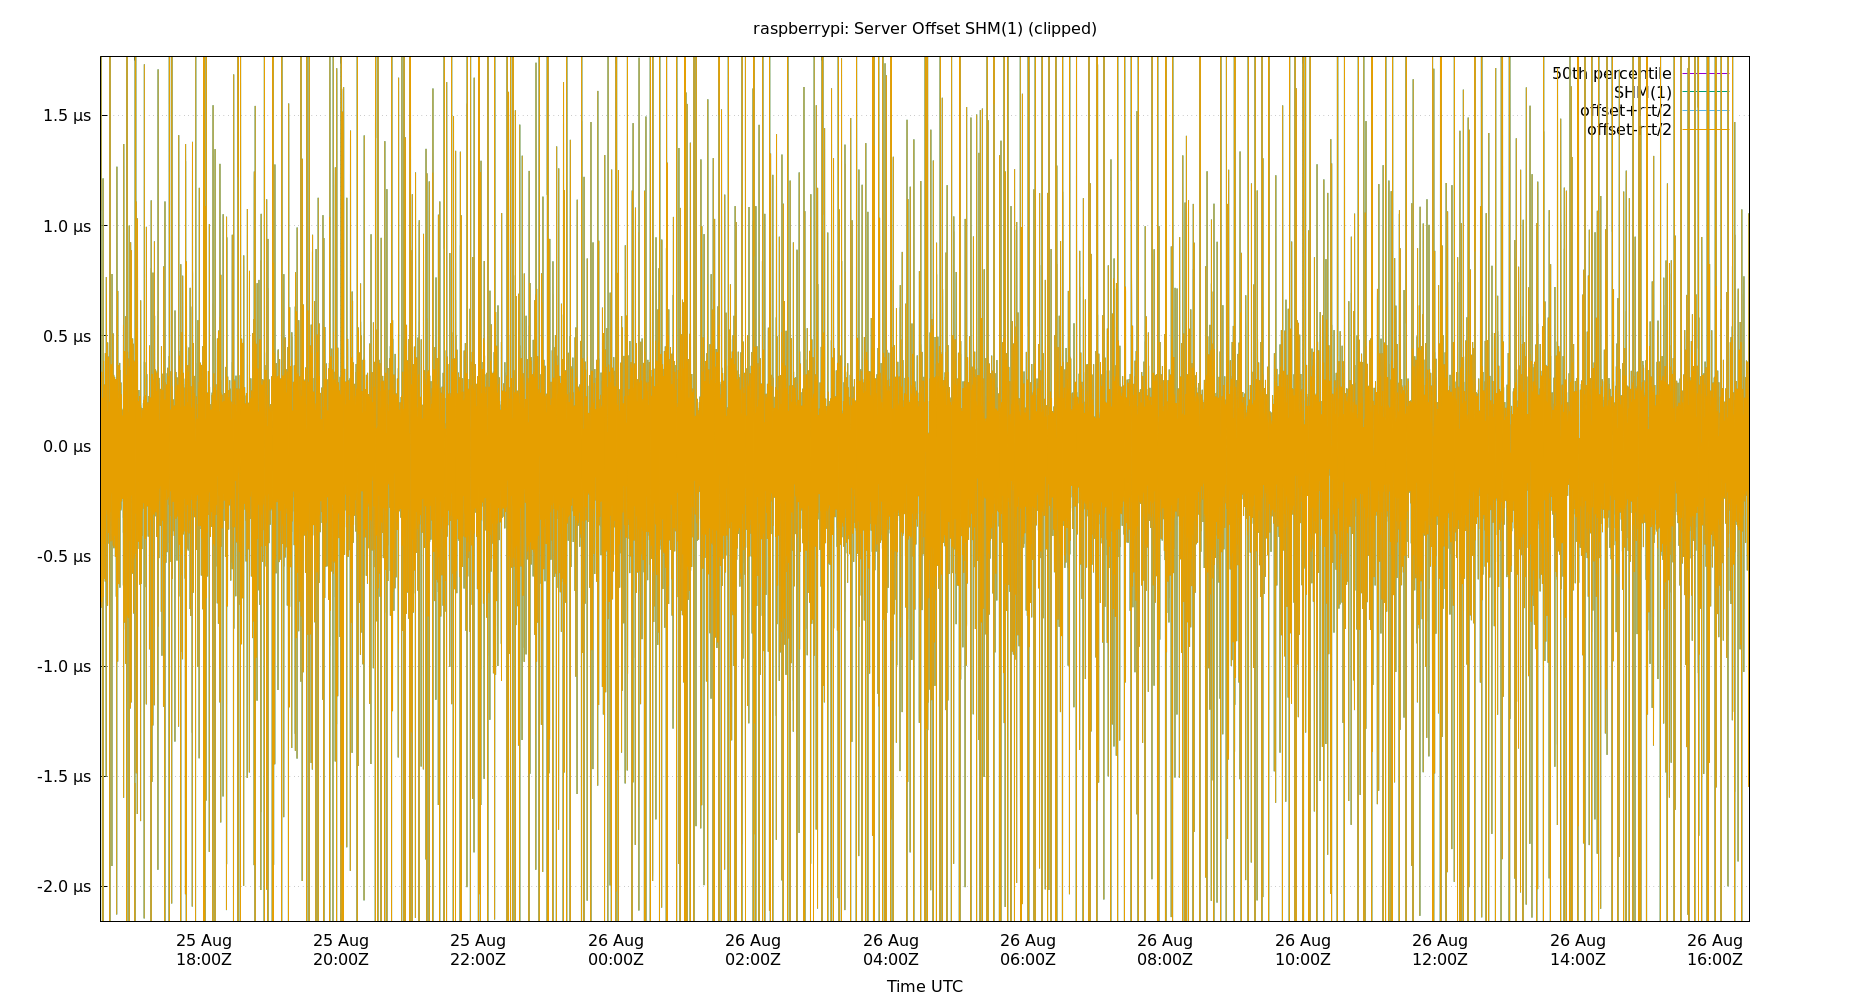 raspberrypi: Server Offset SHM(1) (clipped)
50th percentile
SHM(1)
offset+rtt/2
offset-rtt/2
1.5 µs
1.0 µs
0.5 µs
0.0 µs
-0.5 µs
-1.0 µs
-1.5 µs
-2.0 µs
25 Aug 25 Aug 25 Aug 26 Aug 26 Aug 26 Aug 26 Aug 26 Aug 26 Aug 26 Aug 26 Aug 26 Aug
18:00Z 20:00Z 22:00Z 00:00Z 02:00Z 04:00Z 06:00Z 08:00Z 10:00Z 12:00Z 14:00Z 16:00Z
Time UTC